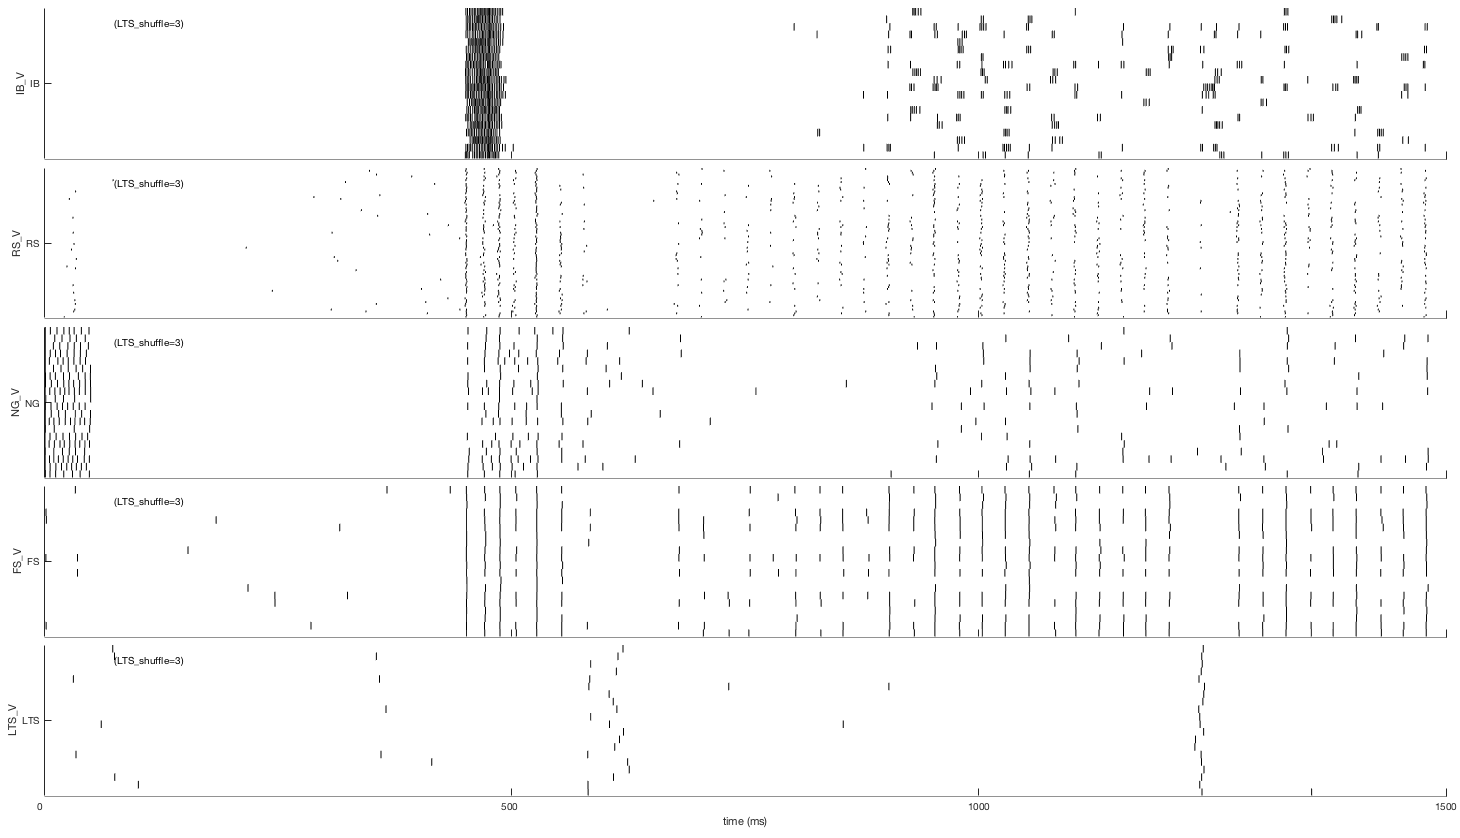 (LTS_shuffle=3)
IB_V
IB
(LTS_shuffle=3)
RS_V
RS
(LTS_shuffle=3)
NG_V
NG
(LTS_shuffle=3)
FS_V
FS
(LTS_shuffle=3)
LTS_V
LTS
0 500 1000 1500
time (ms)